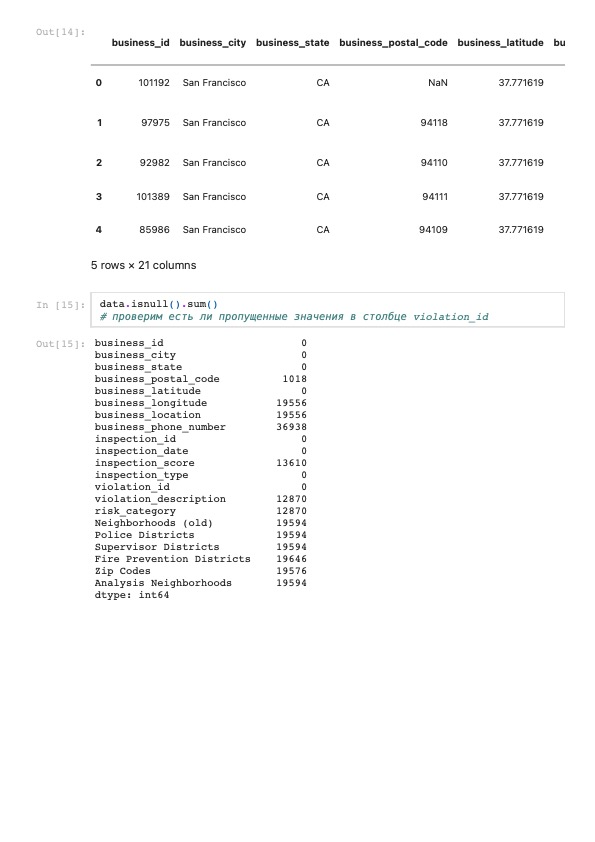 Out[14]:
business_id business_city business_state business_postal_code business_latitude bu
0 101192 San Francisco CA NaN 37.771619
1 97975 San Francisco CA 94118 37.771619
2 92982 San Francisco CA 94110 37.771619
3 101389 San Francisco CA 94111 37.771619
4 85986 San Francisco CA 94109 37.771619
5 rows × 21 columns
In [15]: data.isnull().sum()
# проверим есть ли пропущенные значения в столбце violation_id
Out[15]: business_id 0
business_city 0
business_state 0
business_postal_code 1018
business_latitude 0
business_longitude 19556
business_location 19556
business_phone_number 36938
inspection_id 0
inspection_date 0
inspection_score 13610
inspection_type 0
violation_id 0
violation_description 12870
risk_category 12870
Neighborhoods (old) 19594
Police Districts 19594
Supervisor Districts 19594
Fire Prevention Districts 19646
Zip Codes 19576
Analysis Neighborhoods 19594
dtype: int64